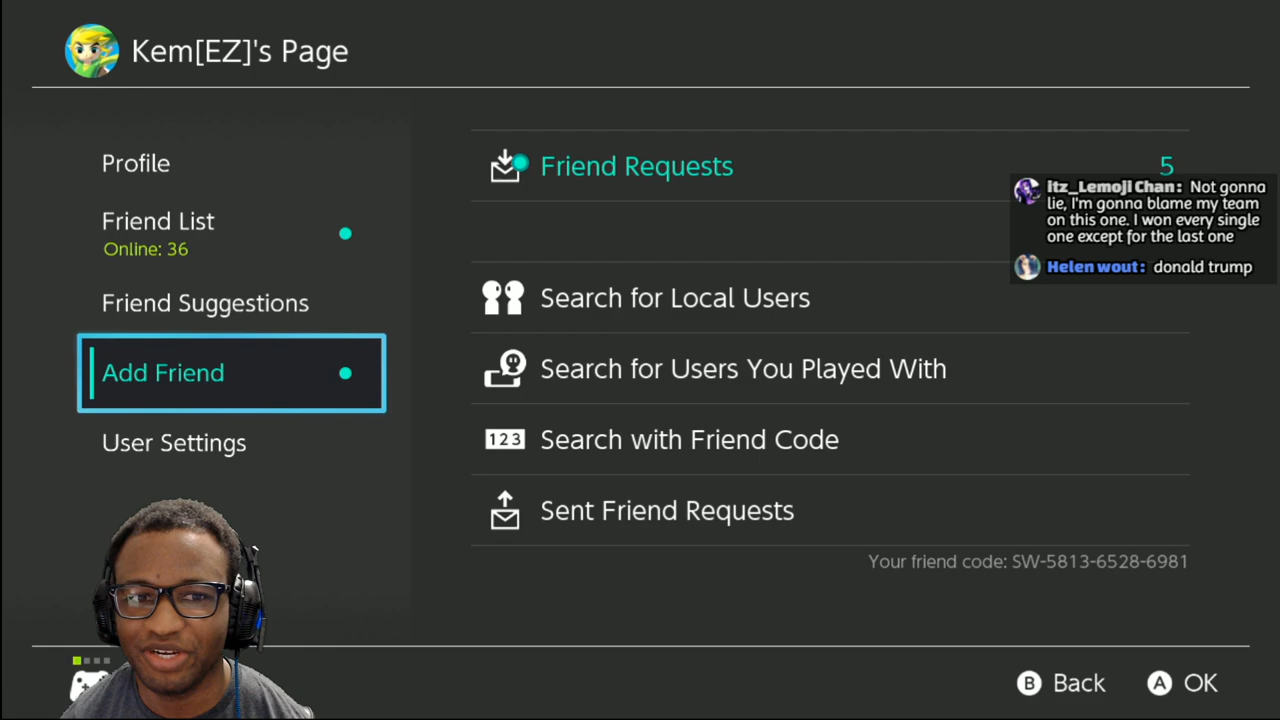 Kem[EZ]'s Page
Profile
Friend List
Online: 36
Friend Suggestions
Add Friend
User Settings
Friend Requests 5
Search for Local Users
Search for Users You Played With
123 Search with Friend Code
Sent Friend Requests
Your friend code: SW-5813-6528-6981
itz_Lemoji Chan: Not gonna
lie, I'm gonna blame my team
on this one. I won every single
one except for the last one
Helen wout: donald trump
B Back A OK